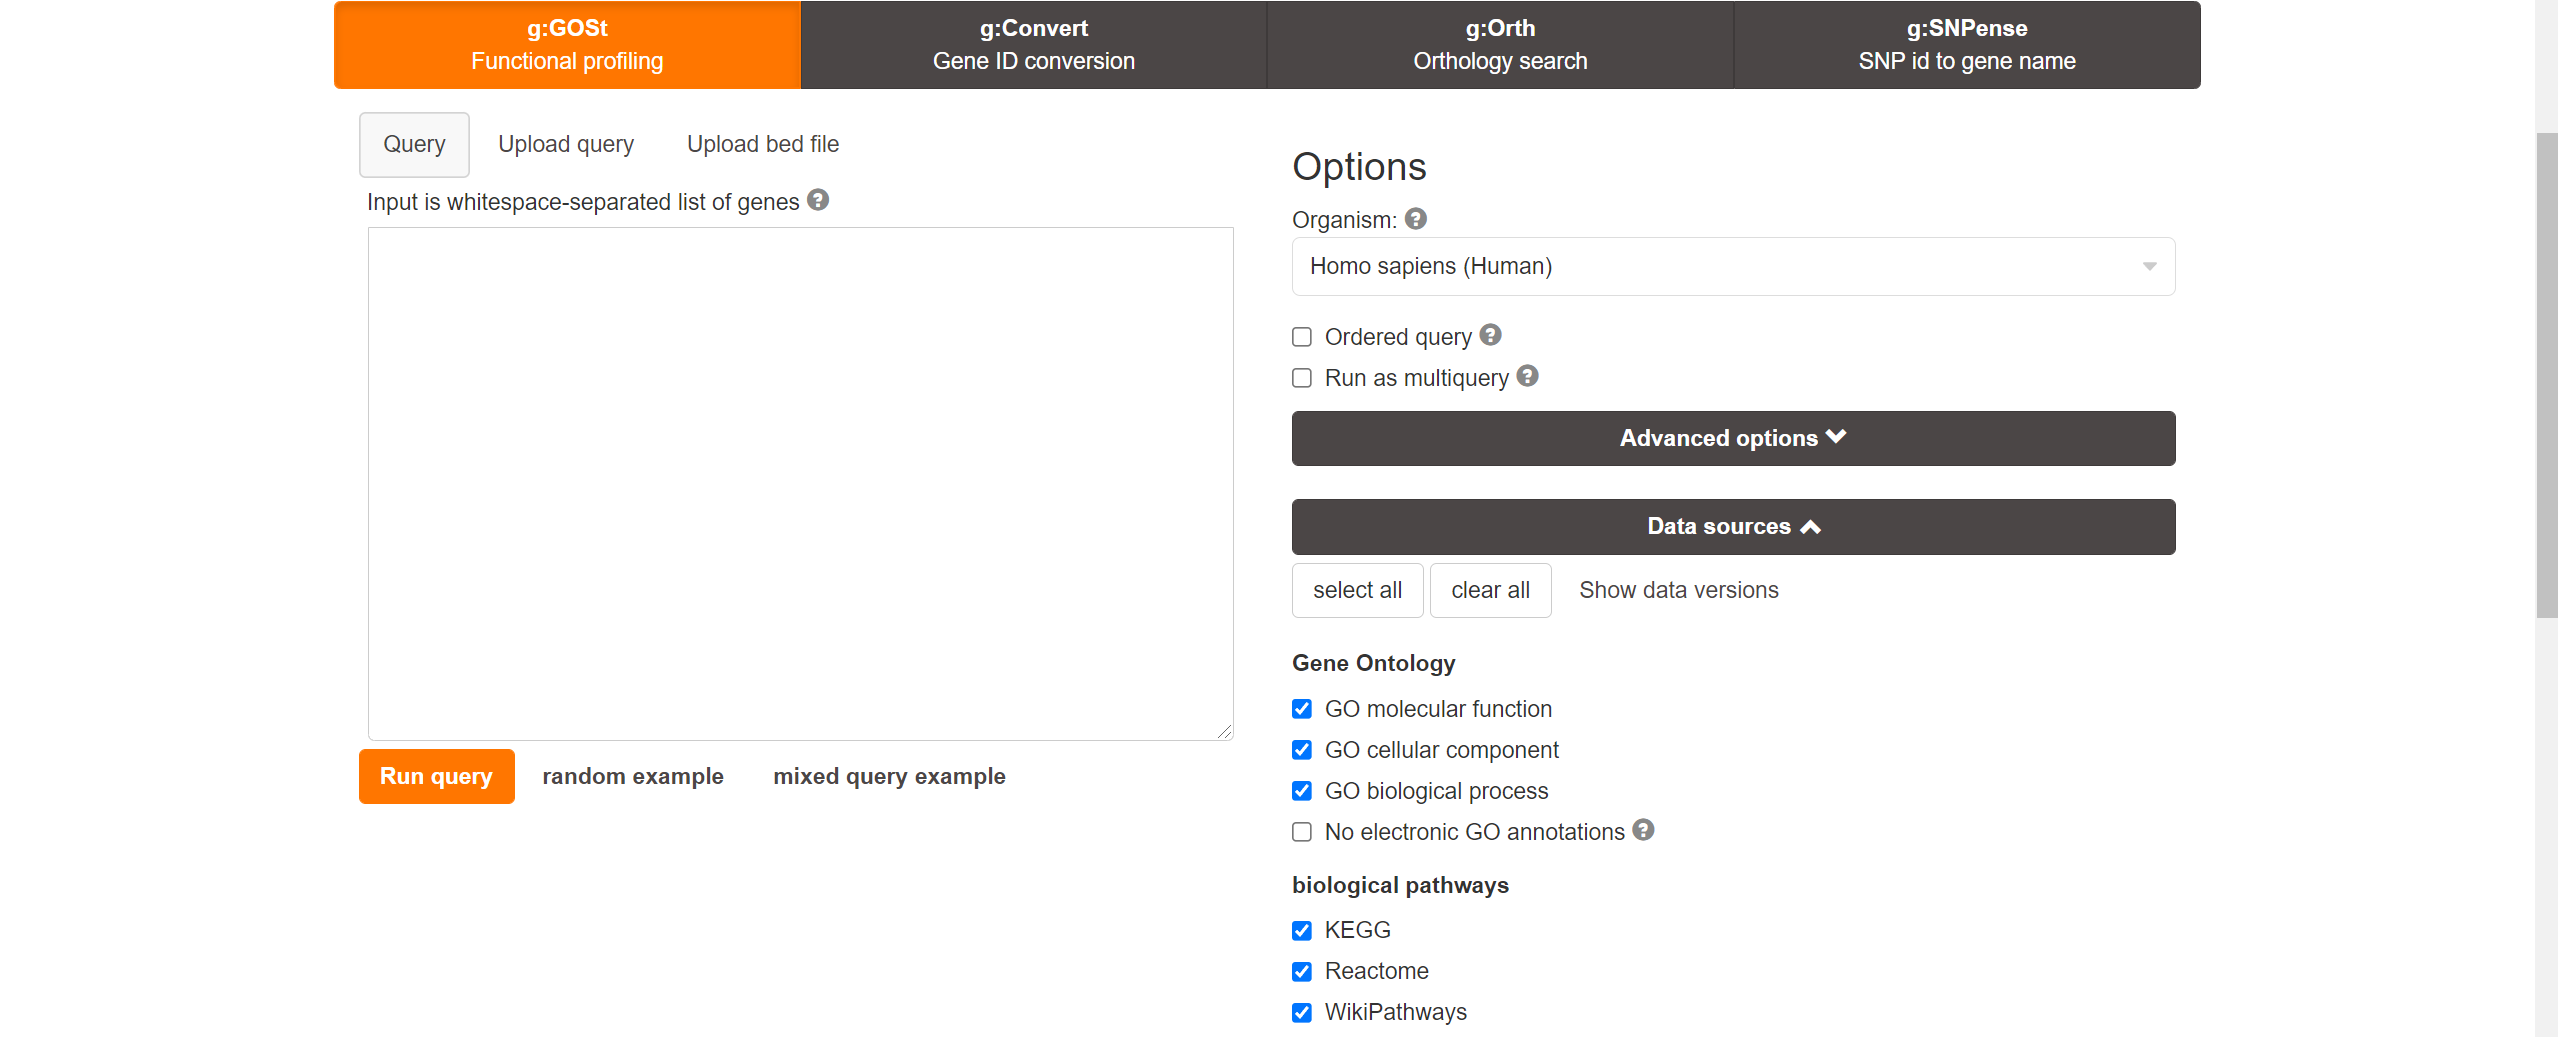 g:GOSt
Functional profiling
g:Convert
Gene ID conversion
g:Orth
Orthology search
g:SNPense
SNP id to gene name
Query
Upload query
Upload bed file
Input is whitespace-separated list of genes ?
Run query
random example
mixed query example
Options
Organism: ?
Homo sapiens (Human)
Ordered query ?
Run as multiquery ?
Advanced options
Data sources
select all
clear all
Show data versions
Gene Ontology
GO molecular function
GO cellular component
GO biological process
No electronic GO annotations ?
biological pathways
KEGG
Reactome
WikiPathways